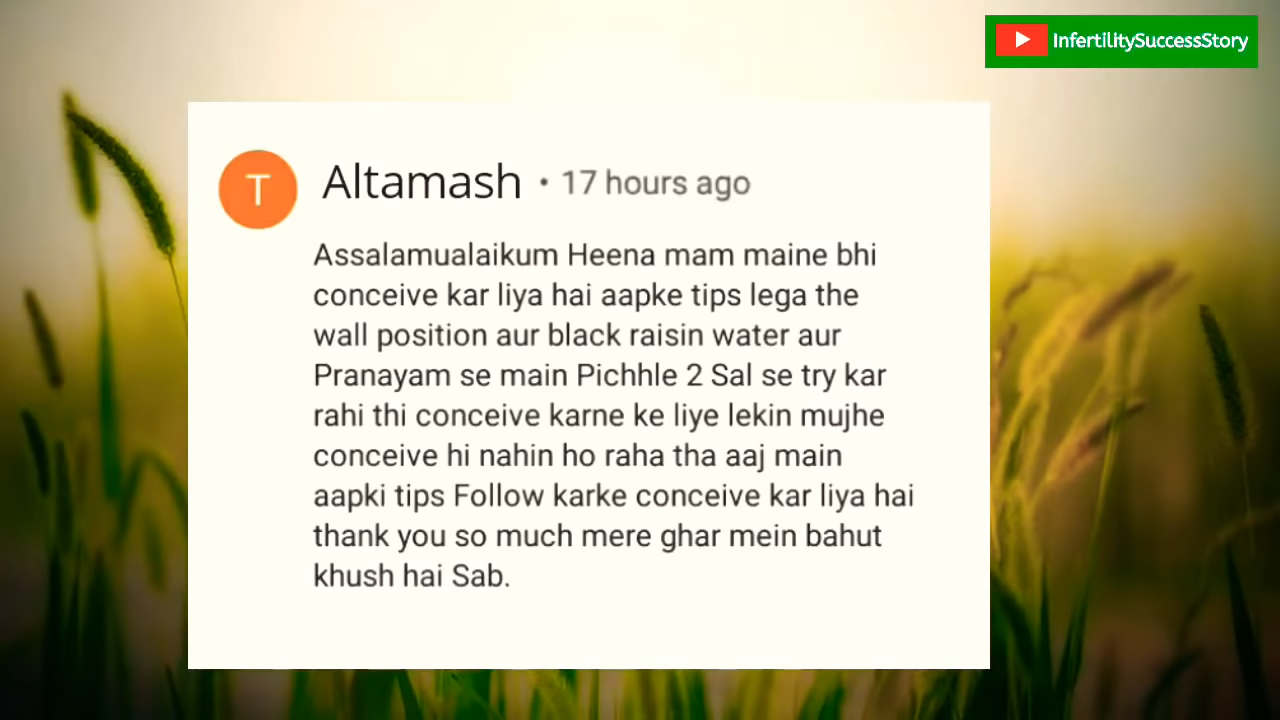 InfertilitySuccessStory
T
Altamash • 17 hours ago
Assalamualaikum Heena mam maine bhi
conceive kar liya hai aapke tips lega the
wall position aur black raisin water aur
Pranayam se main Pichhle 2 Sal se try kar
rahi thi conceive karne ke liye lekin mujhe
conceive hi nahin ho raha tha aaj main
aapki tips Follow karke conceive kar liya hai
thank you so much mere ghar mein bahut
khush hai Sab.